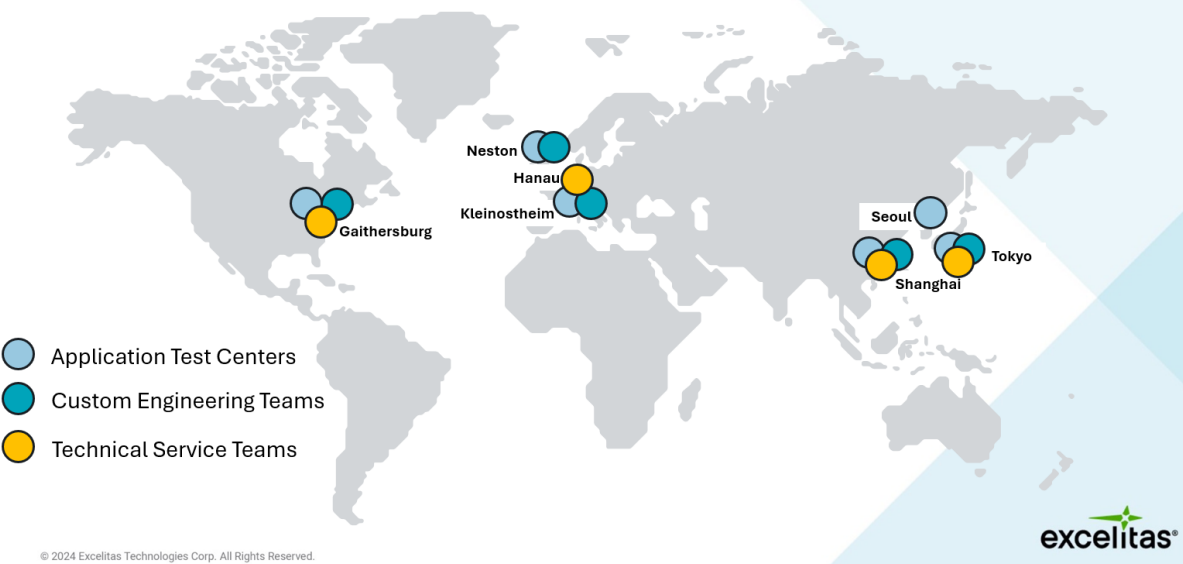 Neston
Hanau
Kleinostheim
Gaithersburg
Seoul
Tokyo
Shanghai
Application Test Centers
Custom Engineering Teams
Technical Service Teams
© 2024 Excelitas Technologies Corp. All Rights Reserved.
excelitas®